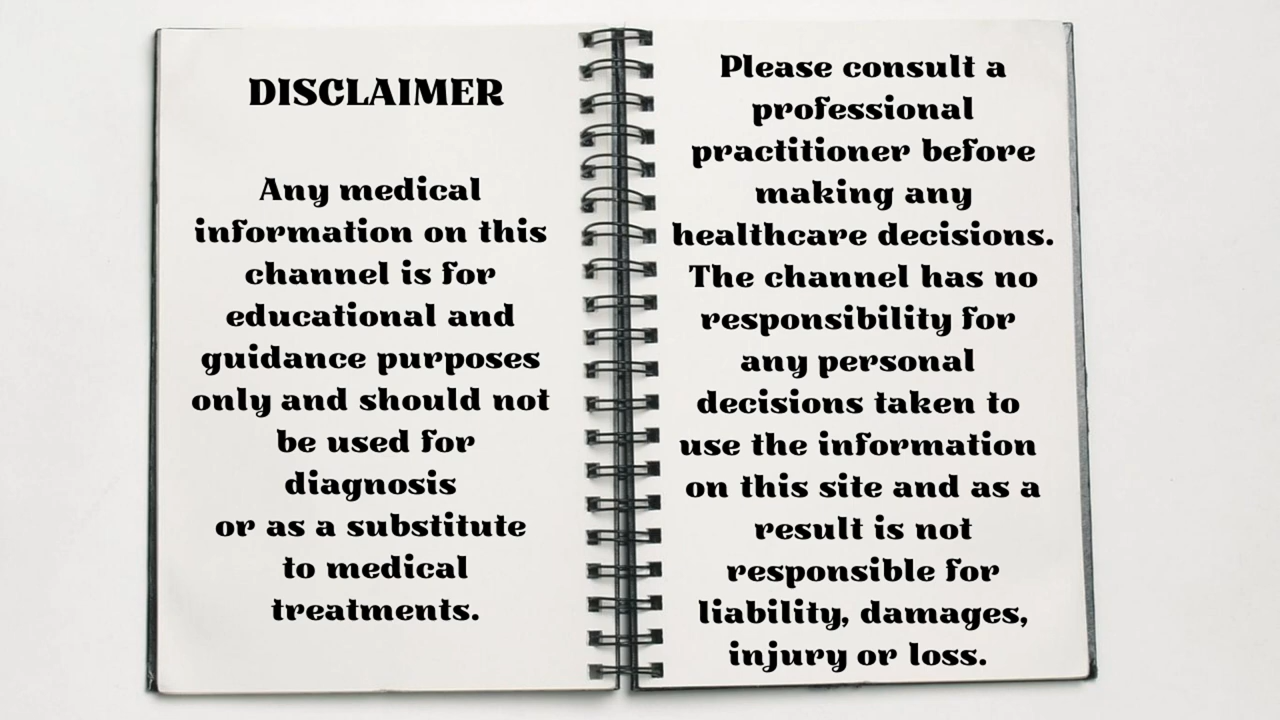 DISCLAIMER
Any medical
information on this
channel is for
educational and
guidance purposes
only and should not
be used for
diagnosis
or as a substitute
to medical
treatments.
Please consult a
professional
practitioner before
making any
healthcare decisions.
The channel has no
responsibility for
any personal
decisions taken to
use the information
on this site and as a
result is not
responsible for
liability, damages,
injury or loss.